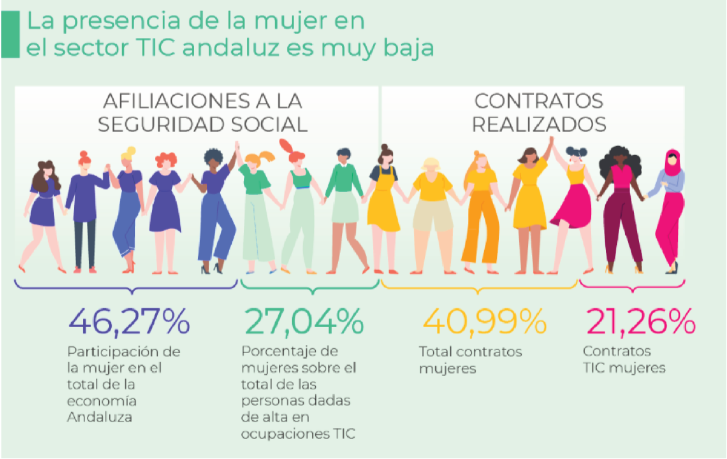 La presencia de la mujer en
el sector TIC andaluz es muy baja
AFILIACIONES A LA
SEGURIDAD SOCIAL
CONTRATOS
REALIZADOS
46,27%
Participación de
la mujer en el
total de la
economía
Andaluza
27,04%
Porcentaje de
mujeres sobre el
total de las
personas dadas
de alta en
ocupaciones TIC
40,99%
Total contratos
mujeres
21,26%
Contratos
TIC mujeres